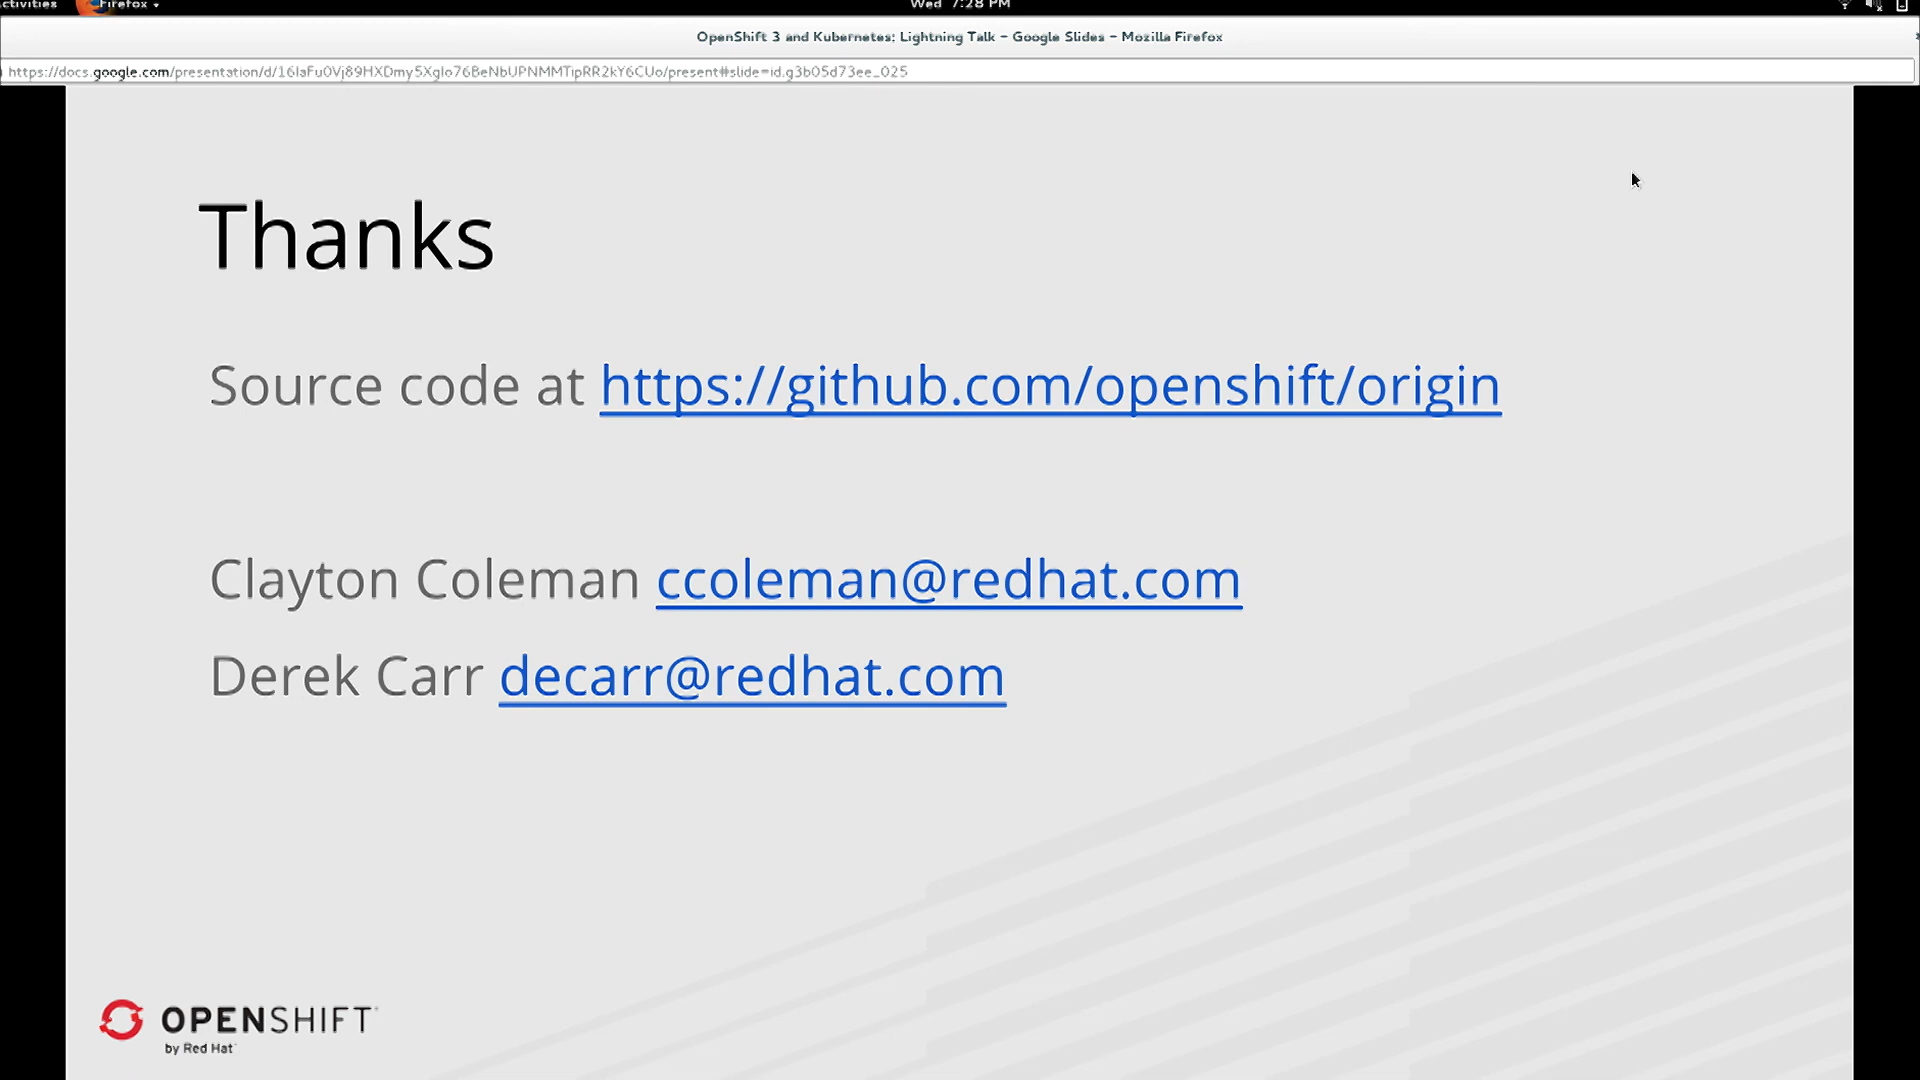 Firefox
Wed 7:28 PM
OpenShift 3 and Kubernetes: Lightning Talk - Google Slides - Mozilla Firefox
Thanks
Source code at https://github.com/openshift/origin
Clayton Coleman ccoleman@redhat.com
Derek Carr decarr@redhat.com
OPENSHIFT
by Red Hat